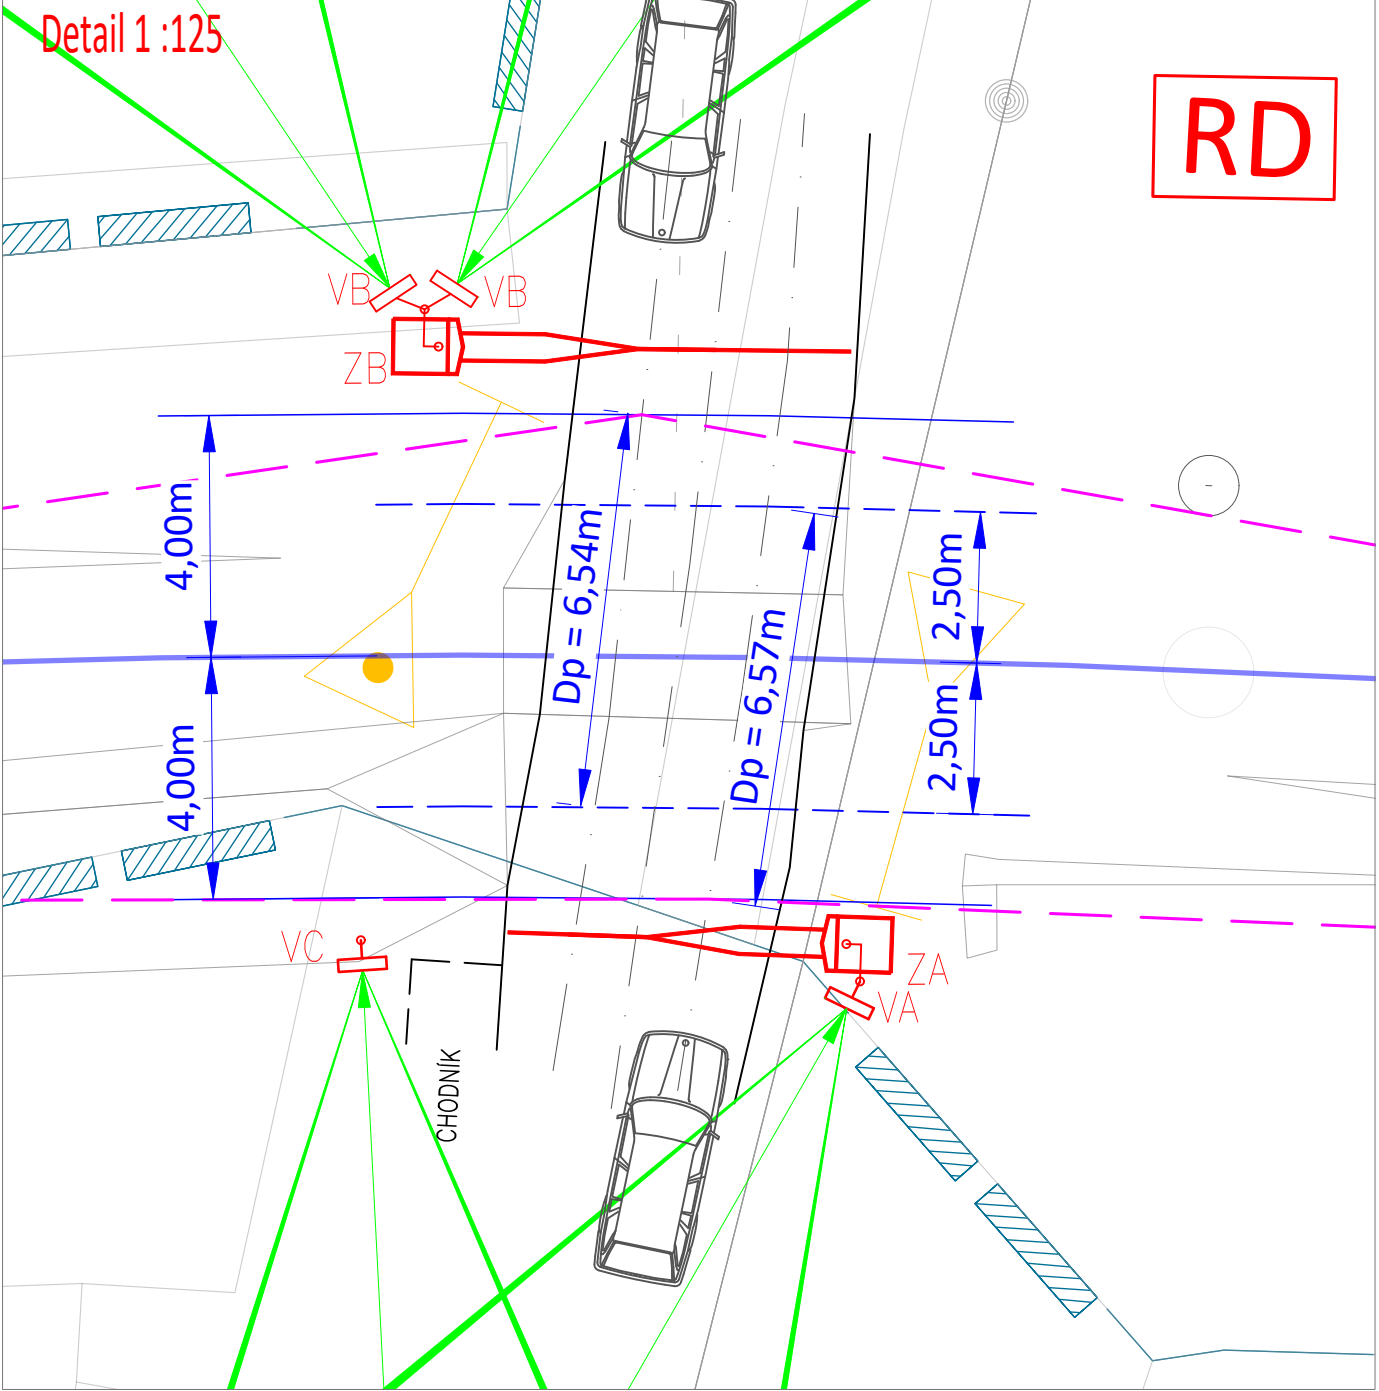 Detail 1 :125
RD
VB
VB
ZB
4,00m
Dp = 6,54m
2,50m
Dp = 6,57m
2,50m
4,00m
VC
ZA
VA
CHODNÍK